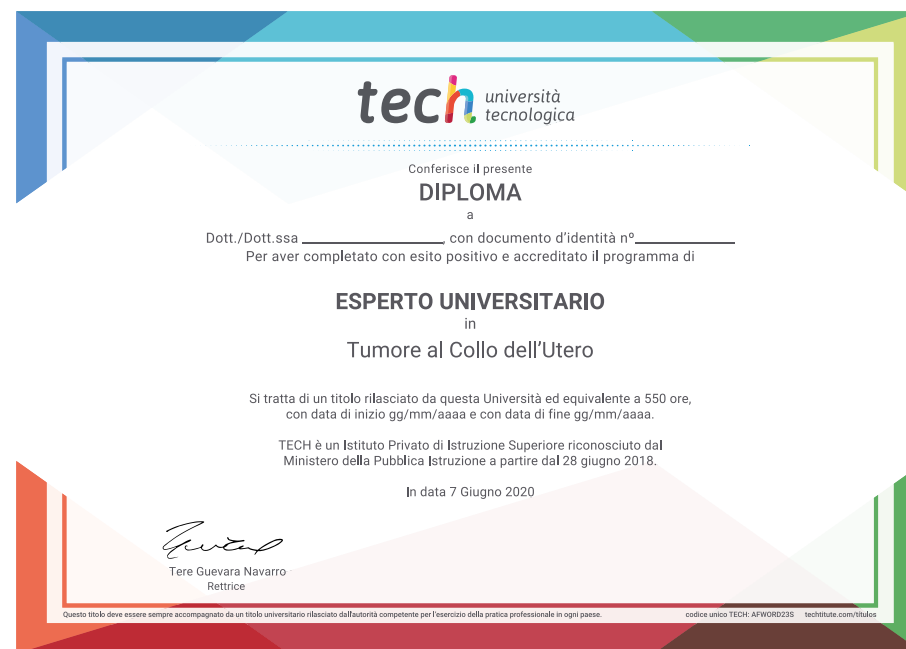 tech università
tecnologica
Conferisce il presente
DIPLOMA
a
Dott./Dott.ssa ____________, con documento d'identità nº____________
Per aver completato con esito positivo e accreditato il programma di
ESPERTO UNIVERSITARIO
in
Tumore al Collo dell'Utero
Si tratta di un titolo rilasciato da questa Università ed equivalente a 550 ore,
con data di inizio gg/mm/aaaa e con data di fine gg/mm/aaaa.
TECH è un Istituto Privato di Istruzione Superiore riconosciuto dal
Ministero della Pubblica Istruzione a partire dal 28 giugno 2018.
In data 7 Giugno 2020
Tere Guevara Navarro
Rettrice
Questo titolo deve essere sempre accompagnato da un titolo universitario rilasciato dall'autorità competente per l'esercizio della pratica professionale in ogni paese. codice unico TECH: AFWORD23S techtitute.com/titulos